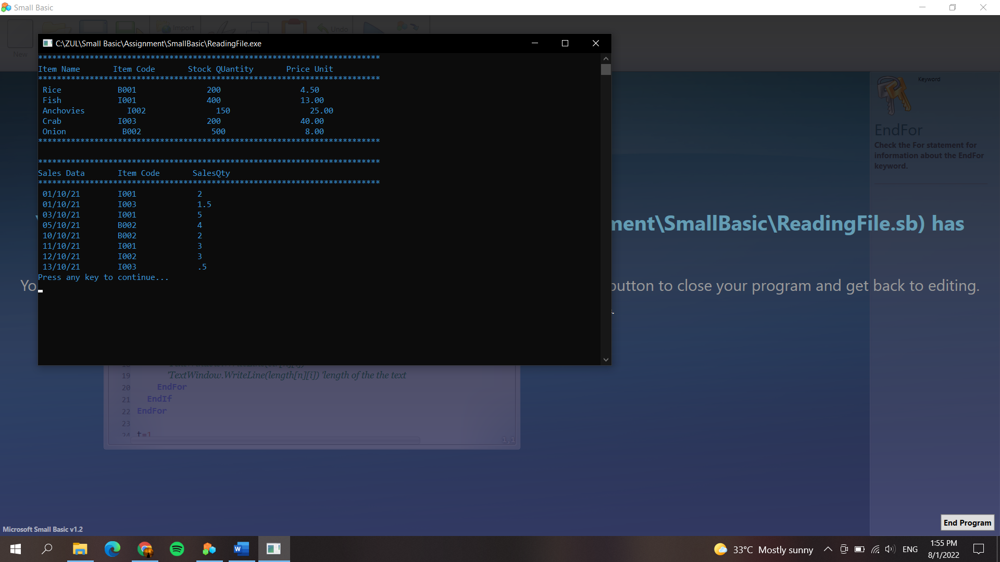 Small Basic
New
Import
Undo
C:\ZUL\Small Basic\Assignment\SmallBasic\ReadingFile.exe
*************************************************************************
Item Name       Item Code       Stock QUantity       Price Unit
*************************************************************************
Rice            B001               200                 4.50
Fish            I001               400                 13.00
Anchovies         I002               150                 25.00
Crab            I003               200                 40.00
Onion            B002               500                 8.00
*************************************************************************
*************************************************************************
Sales Data       Item Code       SalesQty
*************************************************************************
01/10/21        I001             2
01/10/21        I003             1.5
03/10/21        I001             5
05/10/21        B002             4
10/10/21        B002             2
11/10/21        I001             3
12/10/21        I002             3
13/10/21        I003             .5
Press any key to continue...
Keyword
EndFor
Check the For statement for
information about the EndFor
keyword.
ment\SmallBasic\ReadingFile.sb) has
Yo
button to close your program and get back to editing.
19 'TextWindow.WriteLine(length[n][i]) 'length of the the text
20 EndFor
21 EndIf
22 EndFor
23
24 t=1
1,1
End Program
Microsoft Small Basic v1.2
33°C Mostly sunny
ENG
1:55 PM
8/1/2022